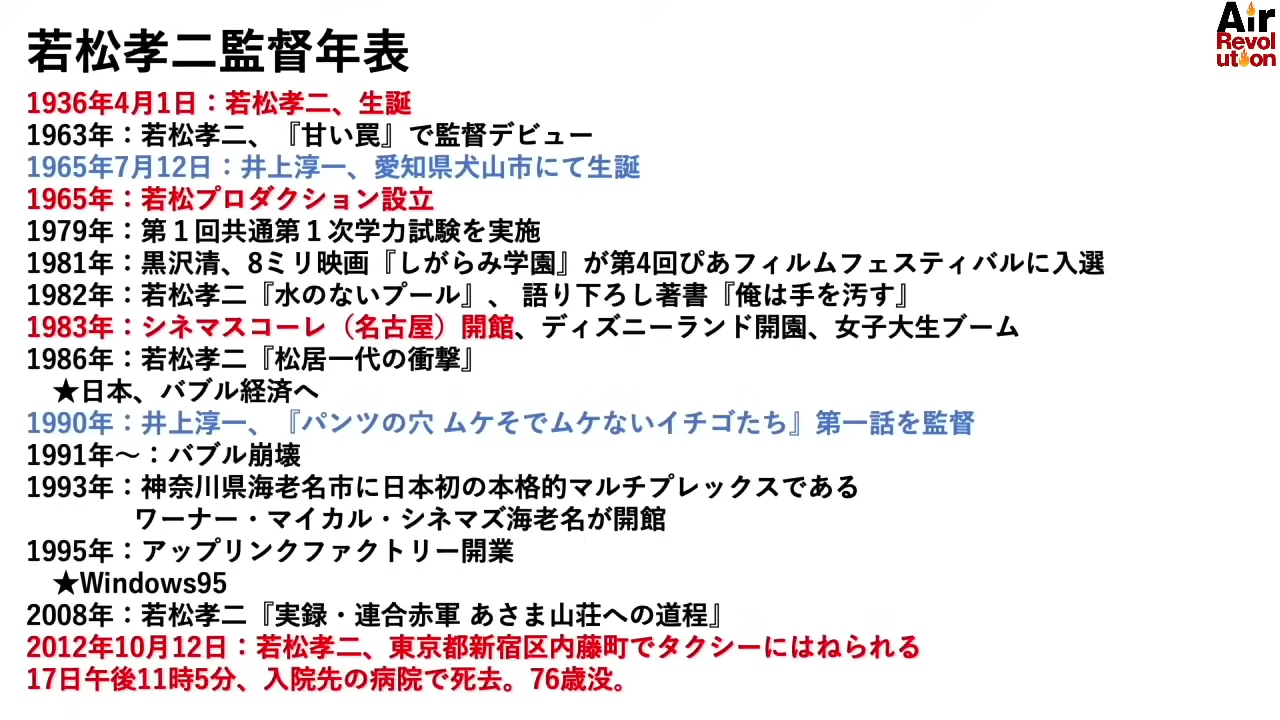 若松孝二監督年表
Air
Revol
ution
1936年4月1日：若松孝二、生誕
1963年：若松孝二、『甘い罠』で監督デビュー
1965年7月12日：井上淳一、愛知県犬山市にて生誕
1965年：若松プロダクション設立
1979年：第１回共通第１次学力試験を実施
1981年：黒沢清、8ミリ映画『しがらみ学園』が第4回ぴあフィルムフェスティバルに入選
1982年：若松孝二『水のないプール』、 語り下ろし著書『俺は手を汚す』
1983年：シネマスコーレ（名古屋）開館、ディズニーランド開園、女子大生ブーム
1986年：若松孝二『松居一代の衝撃』
★日本、バブル経済へ
1990年：井上淳一、『パンツの穴 ムケそでムケないイチゴたち』第一話を監督
1991年～：バブル崩壊
1993年：神奈川県海老名市に日本初の本格的マルチプレックスである
ワーナー・マイカル・シネマズ海老名が開館
1995年：アップリンクファクトリー開業
★Windows95
2008年：若松孝二『実録・連合赤軍 あさま山荘への道程』
2012年10月12日：若松孝二、東京都新宿区内藤町でタクシーにはねられる
17日午後11時5分、入院先の病院で死去。76歳没。